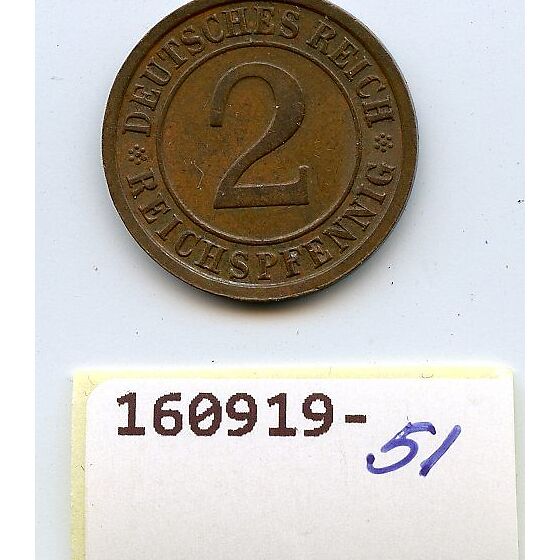 DEUTSCHES REICH
2
REICHSPFENNIG
160919-51